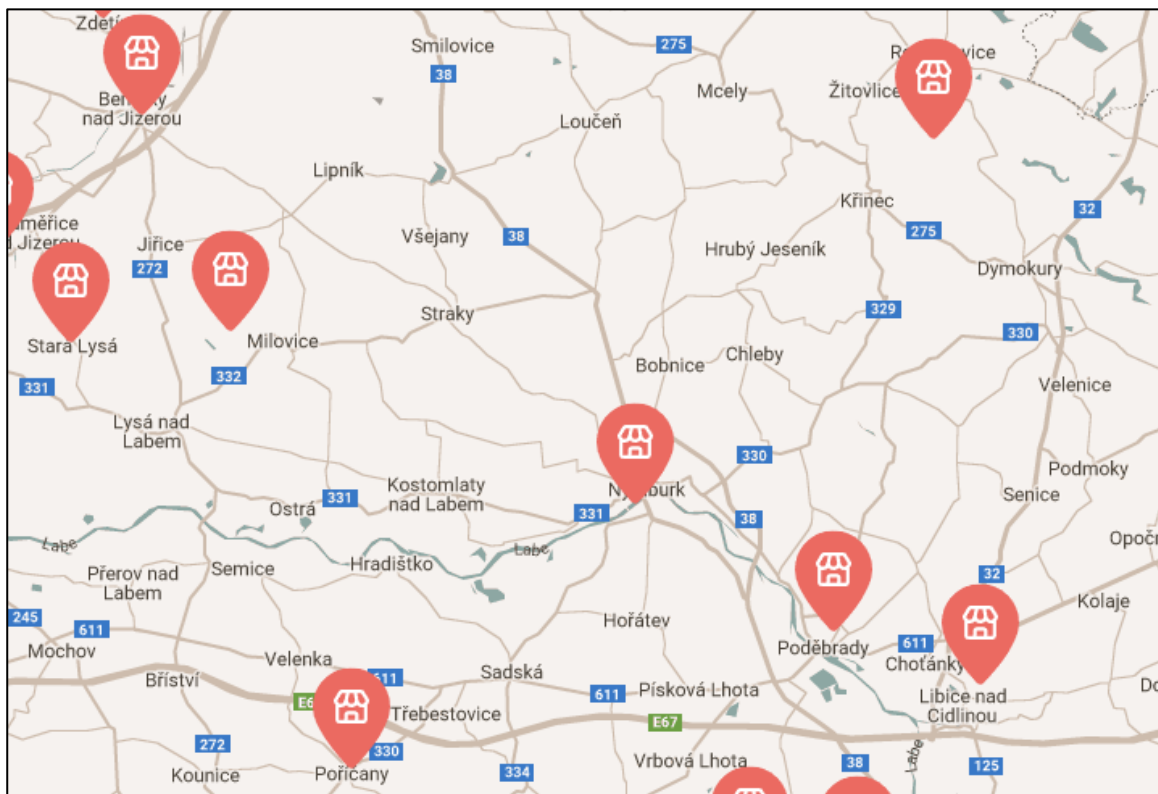 Zdetí
275
Smilovice
38
Mcely
Žitovlice
nad Jizerou
Loučeň
Lipník
Křinec
32
275
Jiřice
272
Všejany
38
Hrubý Jeseník
Dymokury
Straky
329
330
Stará Lysá
Milovice
331
332
Bobnice
Chleby
Velenice
Lysá nad
Labem
330
Podmoky
Kostomlaty
nad Labem
331
Ostrá
331
38
Senice
Labe
Labe
Semice
Hradištko
Přerov nad
Labem
32
Kolaje
245
611
Hořátev
Mochov
Velenka
Sadská
Poděbrady
611
Choťánky
Bříství
611
611
Písková Lhota
Libice nad
Cidlinou
Třebestovice
E67
272
330
Kounice
Poříčany
334
Vrbová Lhota
38
Labe
125